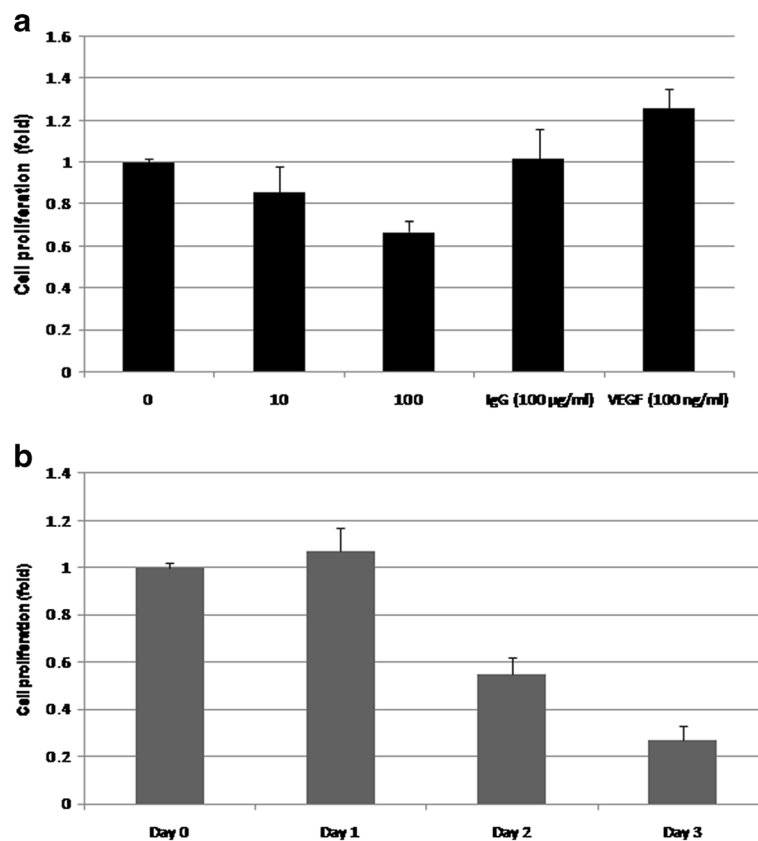 a
Cell proliferation (fold)
1.6
1.4
1.2
1
0.8
0.6
0.4
0.2
0
0 10 100 IgG (100 µg/ml) VEGF (100 ng/ml)
b
Cell proliferation (fold)
1.4
1.2
1
0.8
0.6
0.4
0.2
0
Day 0 Day 1 Day 2 Day 3